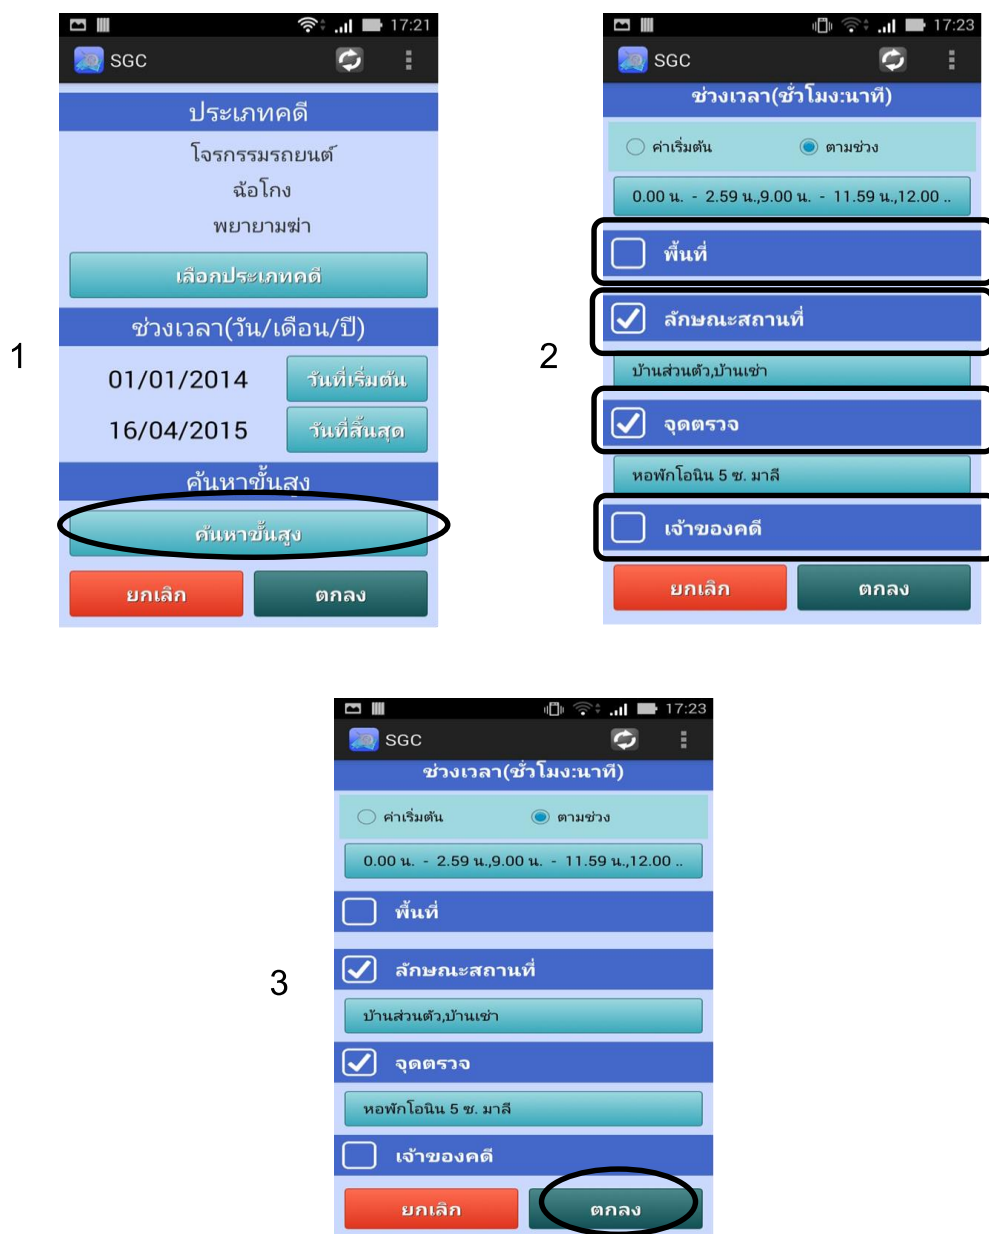 17:21
SGC
ประเภทคดี
โจรกรรมรถยนต์
ฉ้อโกง
พยายามฆ่า
เลือกประเภทคดี
ช่วงเวลา(วัน/เดือน/ปี)
1
01/01/2014 วันที่เริ่มต้น
16/04/2015 วันที่สิ้นสุด
ค้นหาขั้นสูง
ค้นหาขั้นสูง
ยกเลิก ตกลง
17:23
SGC
ช่วงเวลา(ชั่วโมง:นาที)
ค่าเริ่มต้น ตามช่วง
0.00 น. - 2.59 น.,9.00 น. - 11.59 น.,12.00 ..
พื้นที่
ลักษณะสถานที่
2
บ้านส่วนตัว,บ้านเช่า
จุดตรวจ
หอพักโอนิน 5 ซ. มาลี
เจ้าของคดี
ยกเลิก ตกลง
17:23
SGC
ช่วงเวลา(ชั่วโมง:นาที)
ค่าเริ่มต้น ตามช่วง
0.00 น. - 2.59 น.,9.00 น. - 11.59 น.,12.00 ..
พื้นที่
ลักษณะสถานที่
3
บ้านส่วนตัว,บ้านเช่า
จุดตรวจ
หอพักโอนิน 5 ซ. มาลี
เจ้าของคดี
ยกเลิก ตกลง